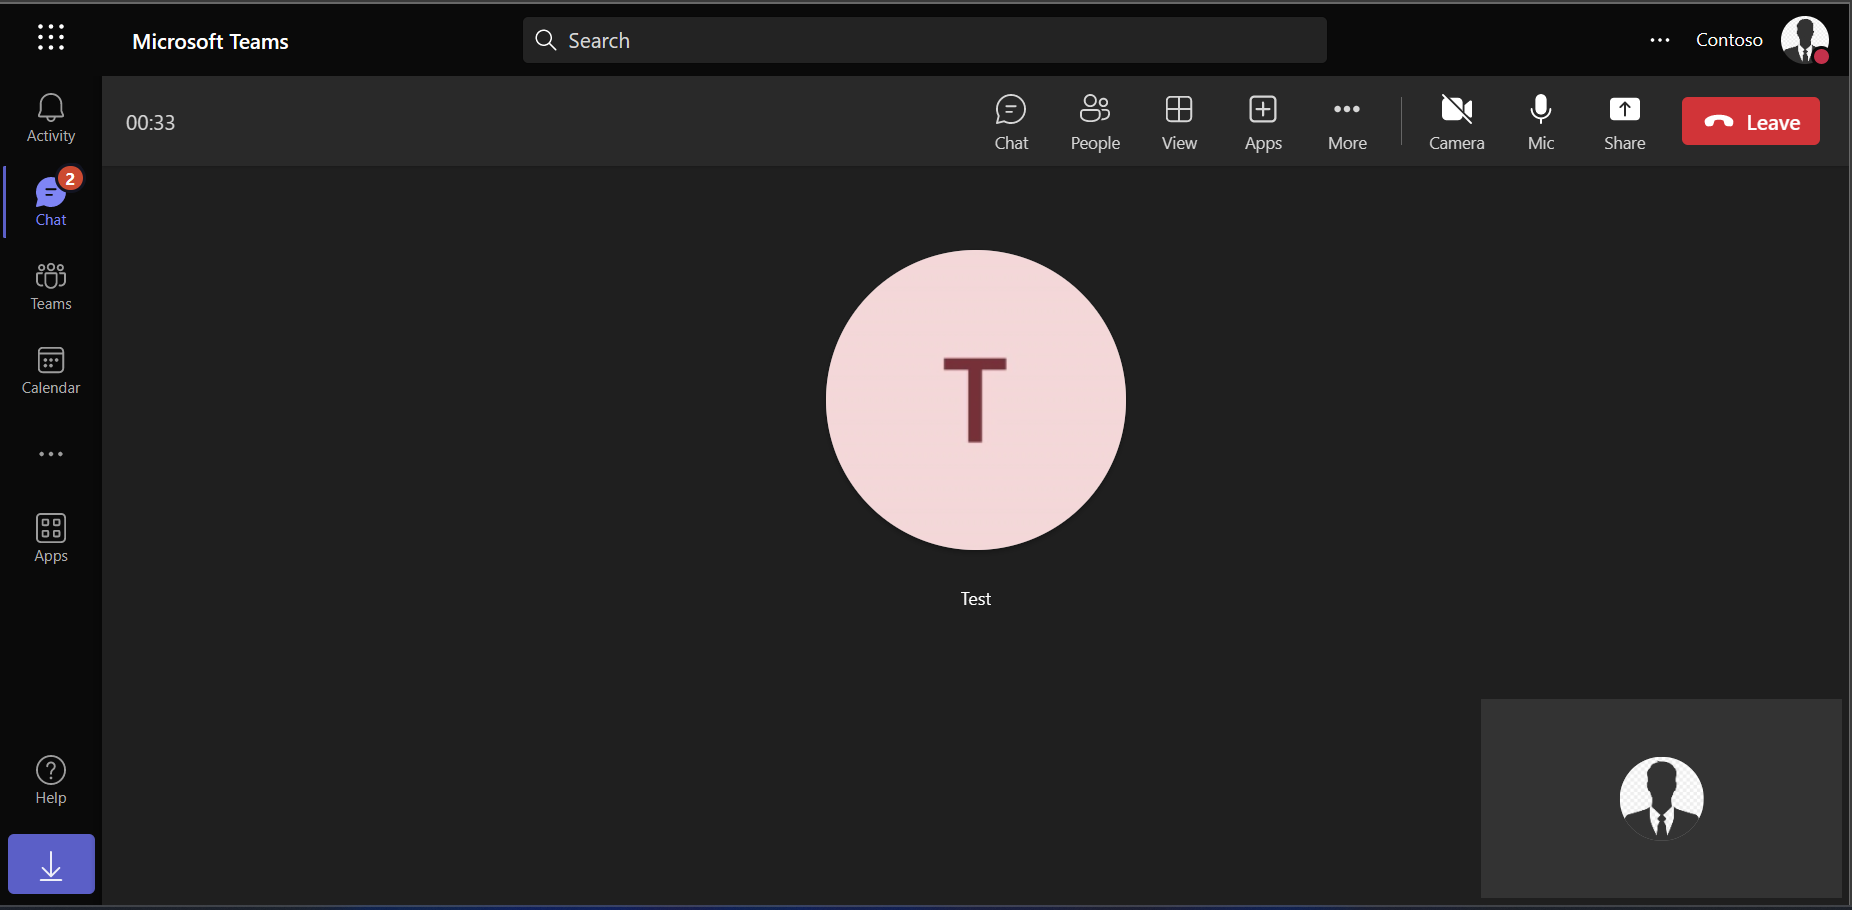 Microsoft Teams
Search
Contoso
Activity
2
Chat
Teams
Calendar
Apps
Help
00:33
Chat
People
View
Apps
More
Camera
Mic
Share
Leave
T
Test